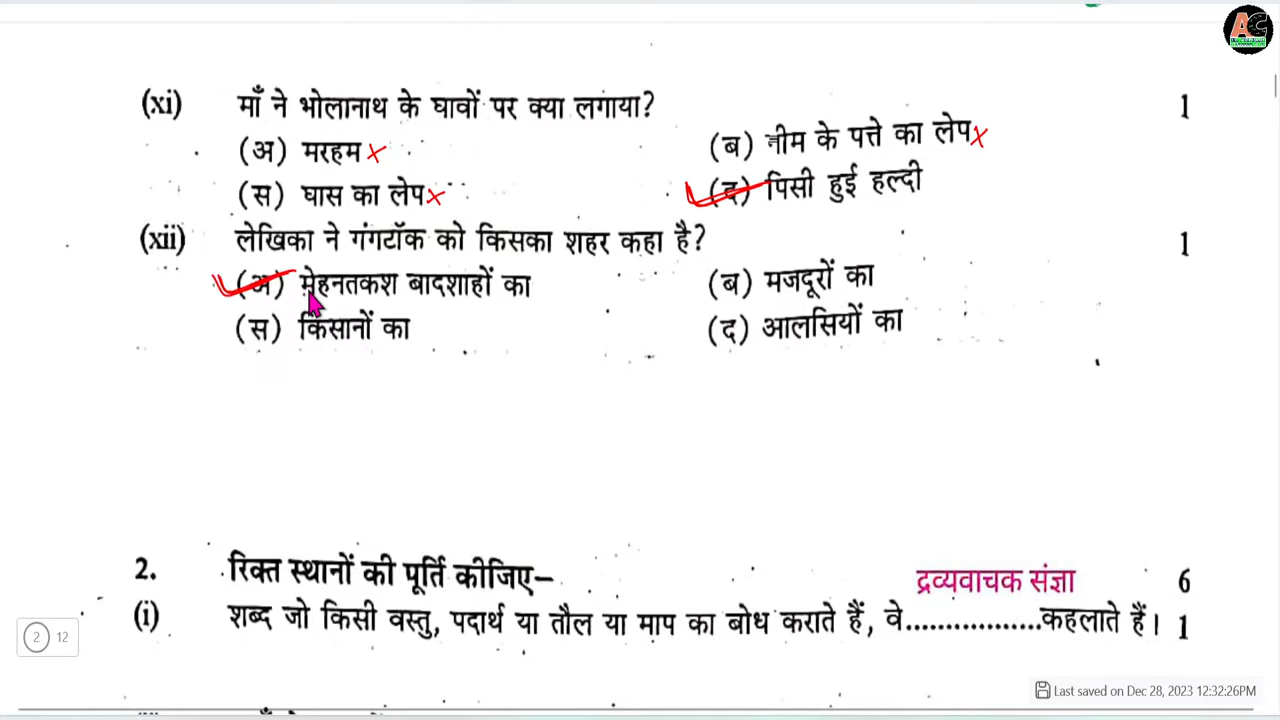 (xi) माँ ने भोलानाथ के घावों पर क्या लगाया? 1
(अ) मरहम × (ब) नीम के पत्ते का लेप ×
(स) घास का लेप × (द) पिसी हुई हल्दी
(xii) लेखिका ने गंगटॉक को किसका शहर कहा है? 1
(अ) मेहनतकश बादशाहों का (ब) मजदूरों का
(स) किसानों का (द) आलसियों का
2. रिक्त स्थानों की पूर्ति कीजिए– 6
द्रव्यवाचक संज्ञा
(i) शब्द जो किसी वस्तु, पदार्थ या तौल या माप का बोध कराते हैं, वे.................कहलाते हैं। 1
2 12
Last saved on Dec 28, 2023 12:32:26PM
AC